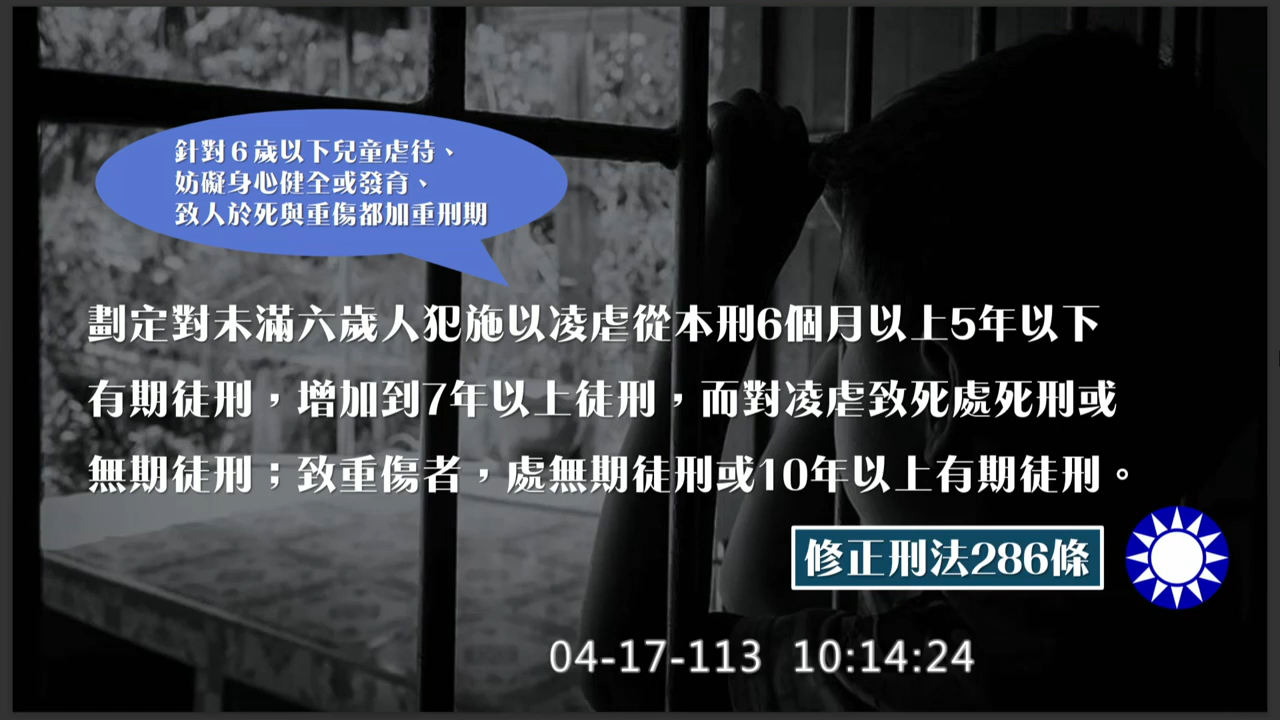 針對6歲以下兒童虐待、
妨礙身心健全或發育、
致人於死與重傷都加重刑期
劃定對未滿六歲人犯施以凌虐從本刑6個月以上5年以下
有期徒刑，增加到7年以上徒刑，而對凌虐致死處死刑或
無期徒刑；致重傷者，處無期徒刑或10年以上有期徒刑。
修正刑法286條
04-17-113 10:14:24